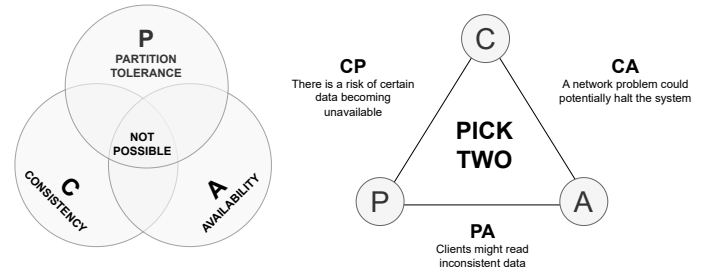 P
PARTITION
TOLERANCE
NOT
POSSIBLE
C
CONSISTENCY
A
AVAILABILITY
C
CP
There is a risk of certain
data becoming
unavailable
CA
A network problem could
potentially halt the system
PICK
TWO
P
A
PA
Clients might read
inconsistent data